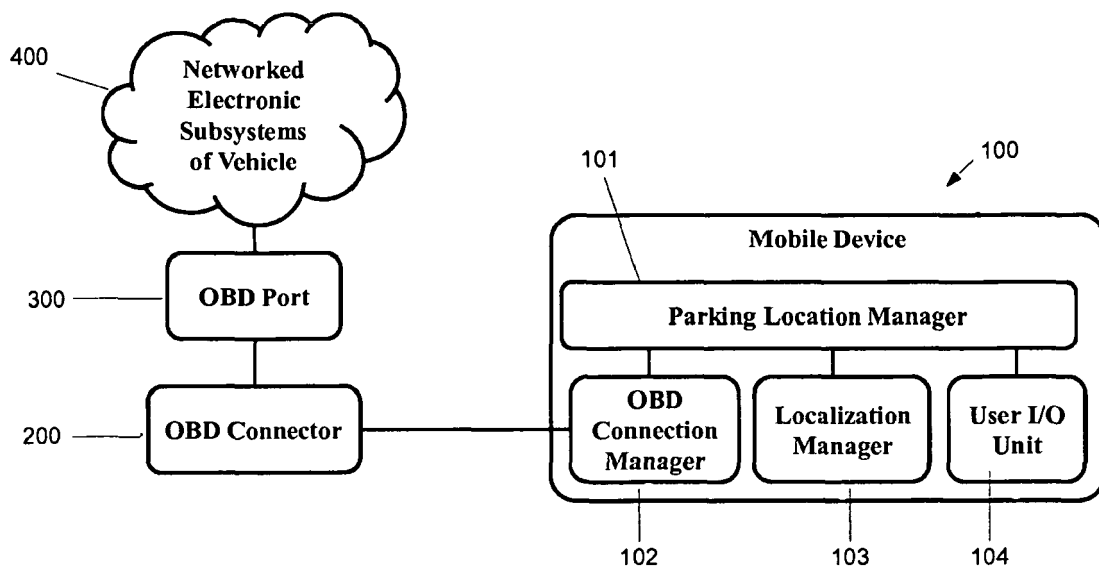 400
Networked
Electronic
Subsystems
of Vehicle
101
100
Mobile Device
300
OBD Port
Parking Location Manager
200
OBD Connector
OBD
Connection
Manager
Localization
Manager
User I/O
Unit
102
103
104